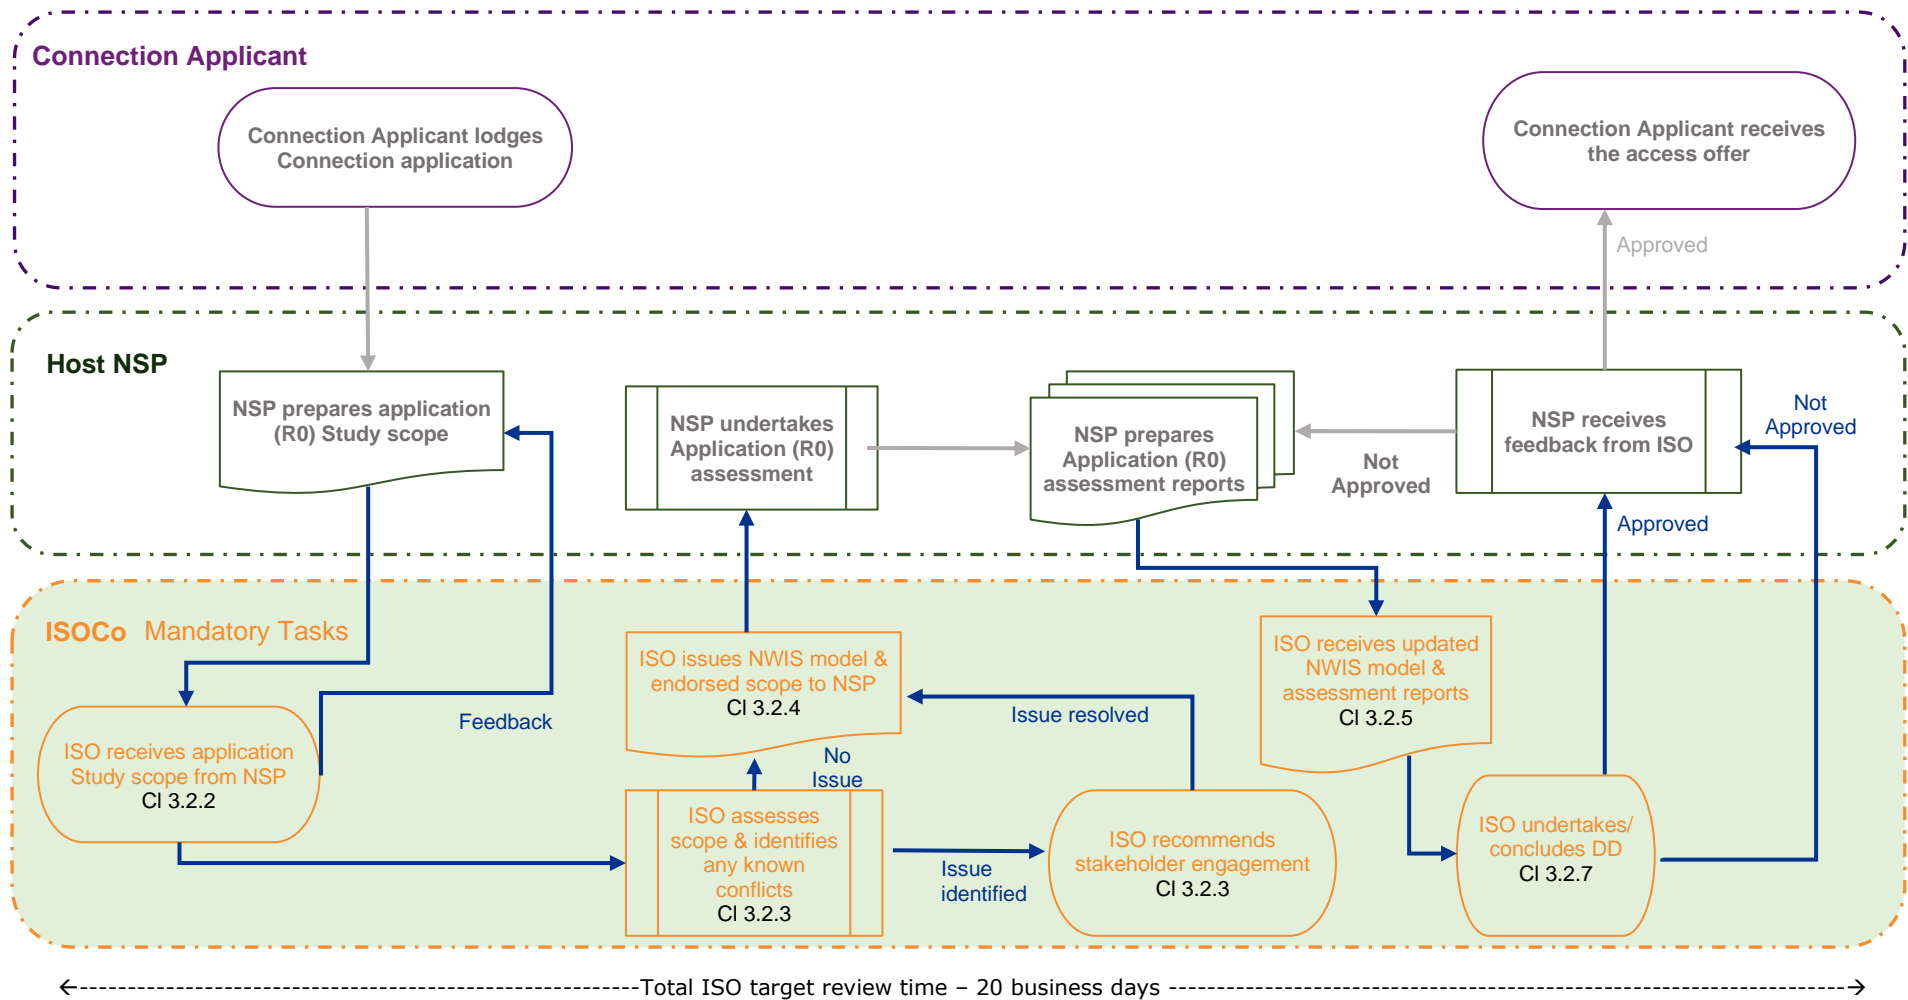 Connection Applicant
Connection Applicant lodges
Connection application
Connection Applicant receives
the access offer
Approved
Host NSP
NSP prepares application
(R0) Study scope
NSP undertakes
Application (R0)
assessment
NSP prepares
Application (R0)
assessment reports
Not
Approved
NSP receives
feedback from ISO
Not
Approved
Approved
ISOCo Mandatory Tasks
ISO receives application
Study scope from NSP
Cl 3.2.2
Feedback
ISO issues NWIS model &
endorsed scope to NSP
Cl 3.2.4
No
Issue
ISO assesses
scope & identifies
any known
conflicts
Cl 3.2.3
Issue
identified
Issue resolved
ISO recommends
stakeholder engagement
Cl 3.2.3
ISO receives updated
NWIS model &
assessment reports
Cl 3.2.5
ISO undertakes/
concludes DD
Cl 3.2.7
Total ISO target review time – 20 business days